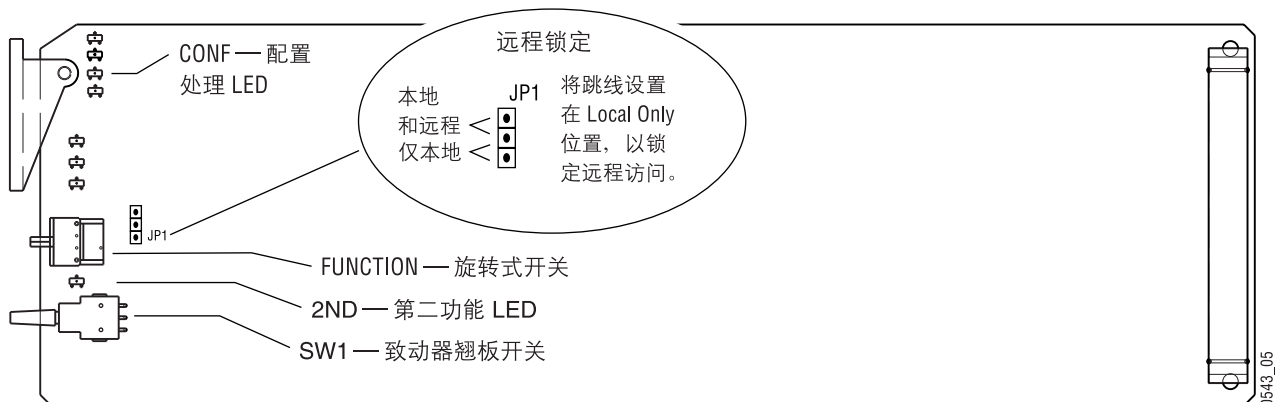 CONF — 配置
处理 LED
远程锁定
本地
和远程
仅本地
JP1
将跳线设置
在 Local Only
位置，以锁
定远程访问。
JP1
FUNCTION — 旋转式开关
2ND — 第二功能 LED
SW1 — 致动器翘板开关
0543_05